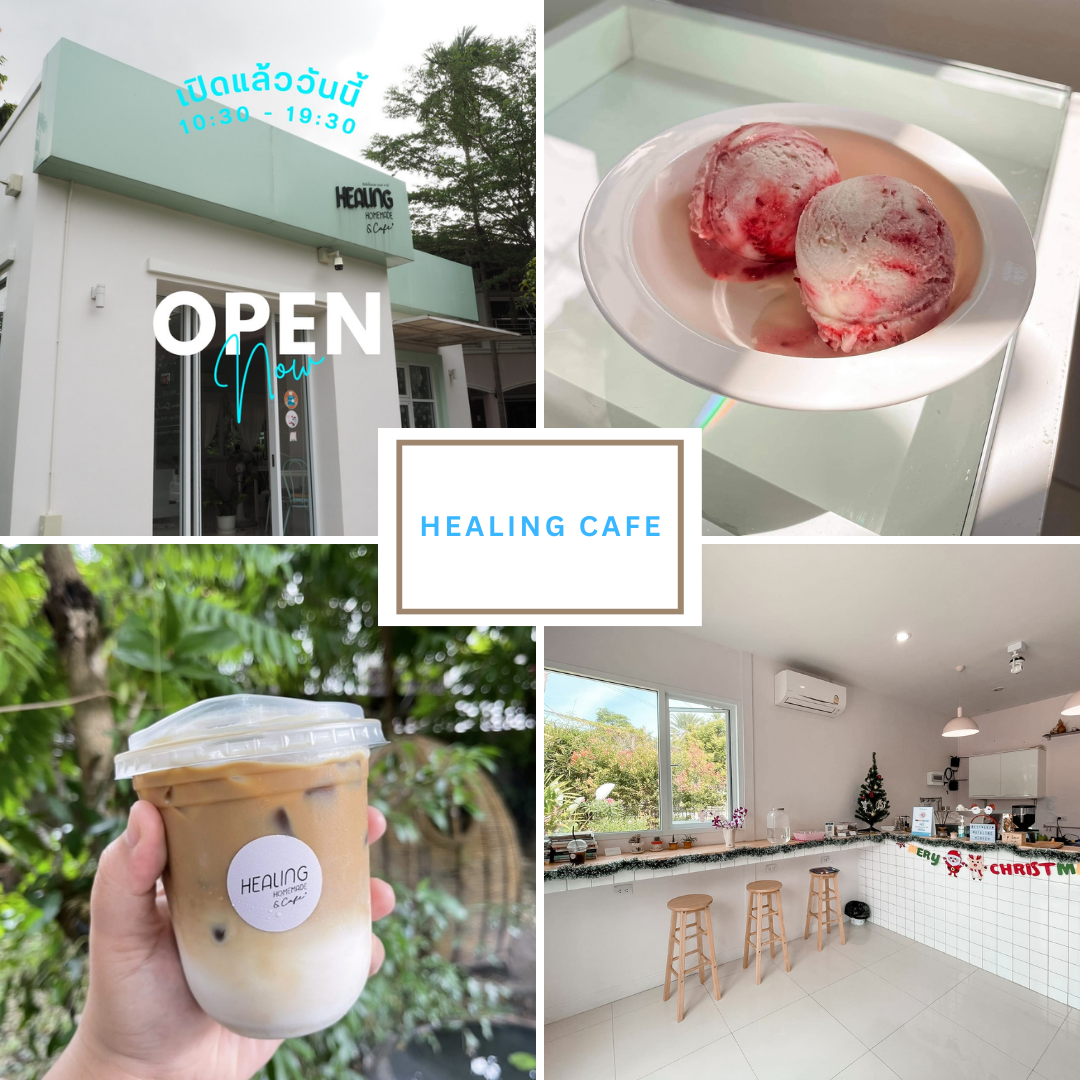 เปิดแล้ววันนี้
10:30 - 19:30
HEALING
HOMEMADE
& Cafe
OPEN
Now
HEALING CAFE
HEALING
HOMEMADE
& Cafe
MERY
CHRISTM